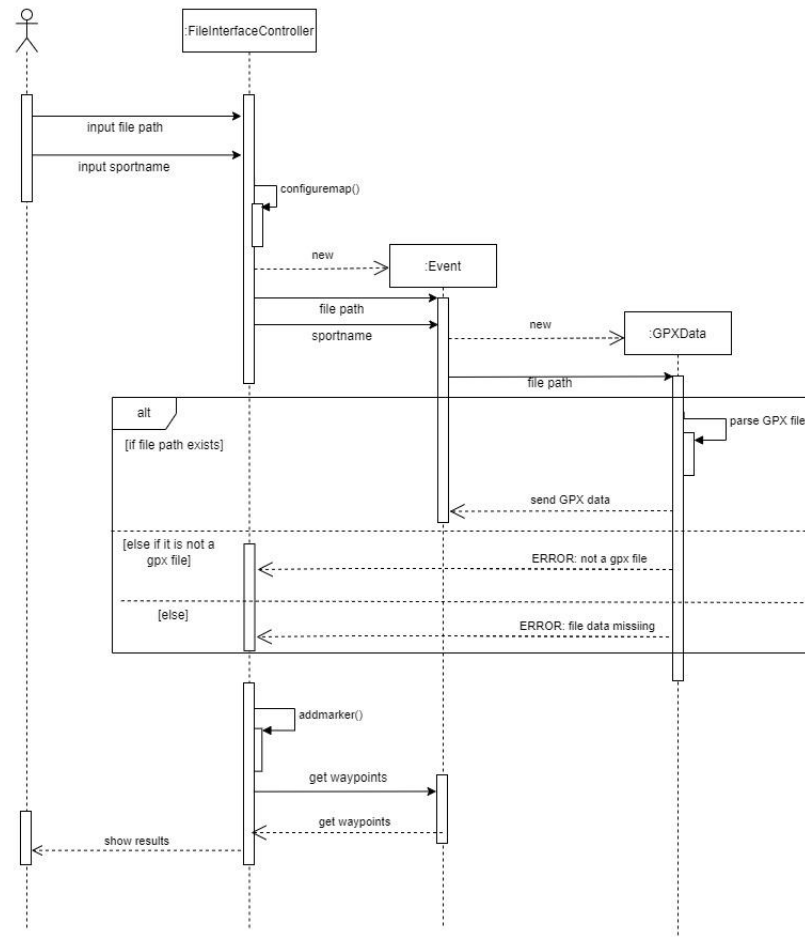 :FileInterfaceController
input file path
input sportname
configuremap()
new
:Event
file path
sportname
new
:GPXData
file path
alt
parse GPX file
[if file path exists]
send GPX data
[else if it is not a
gpx file]
ERROR: not a gpx file
[else]
ERROR: file data missiing
addmarker()
get waypoints
get waypoints
show results